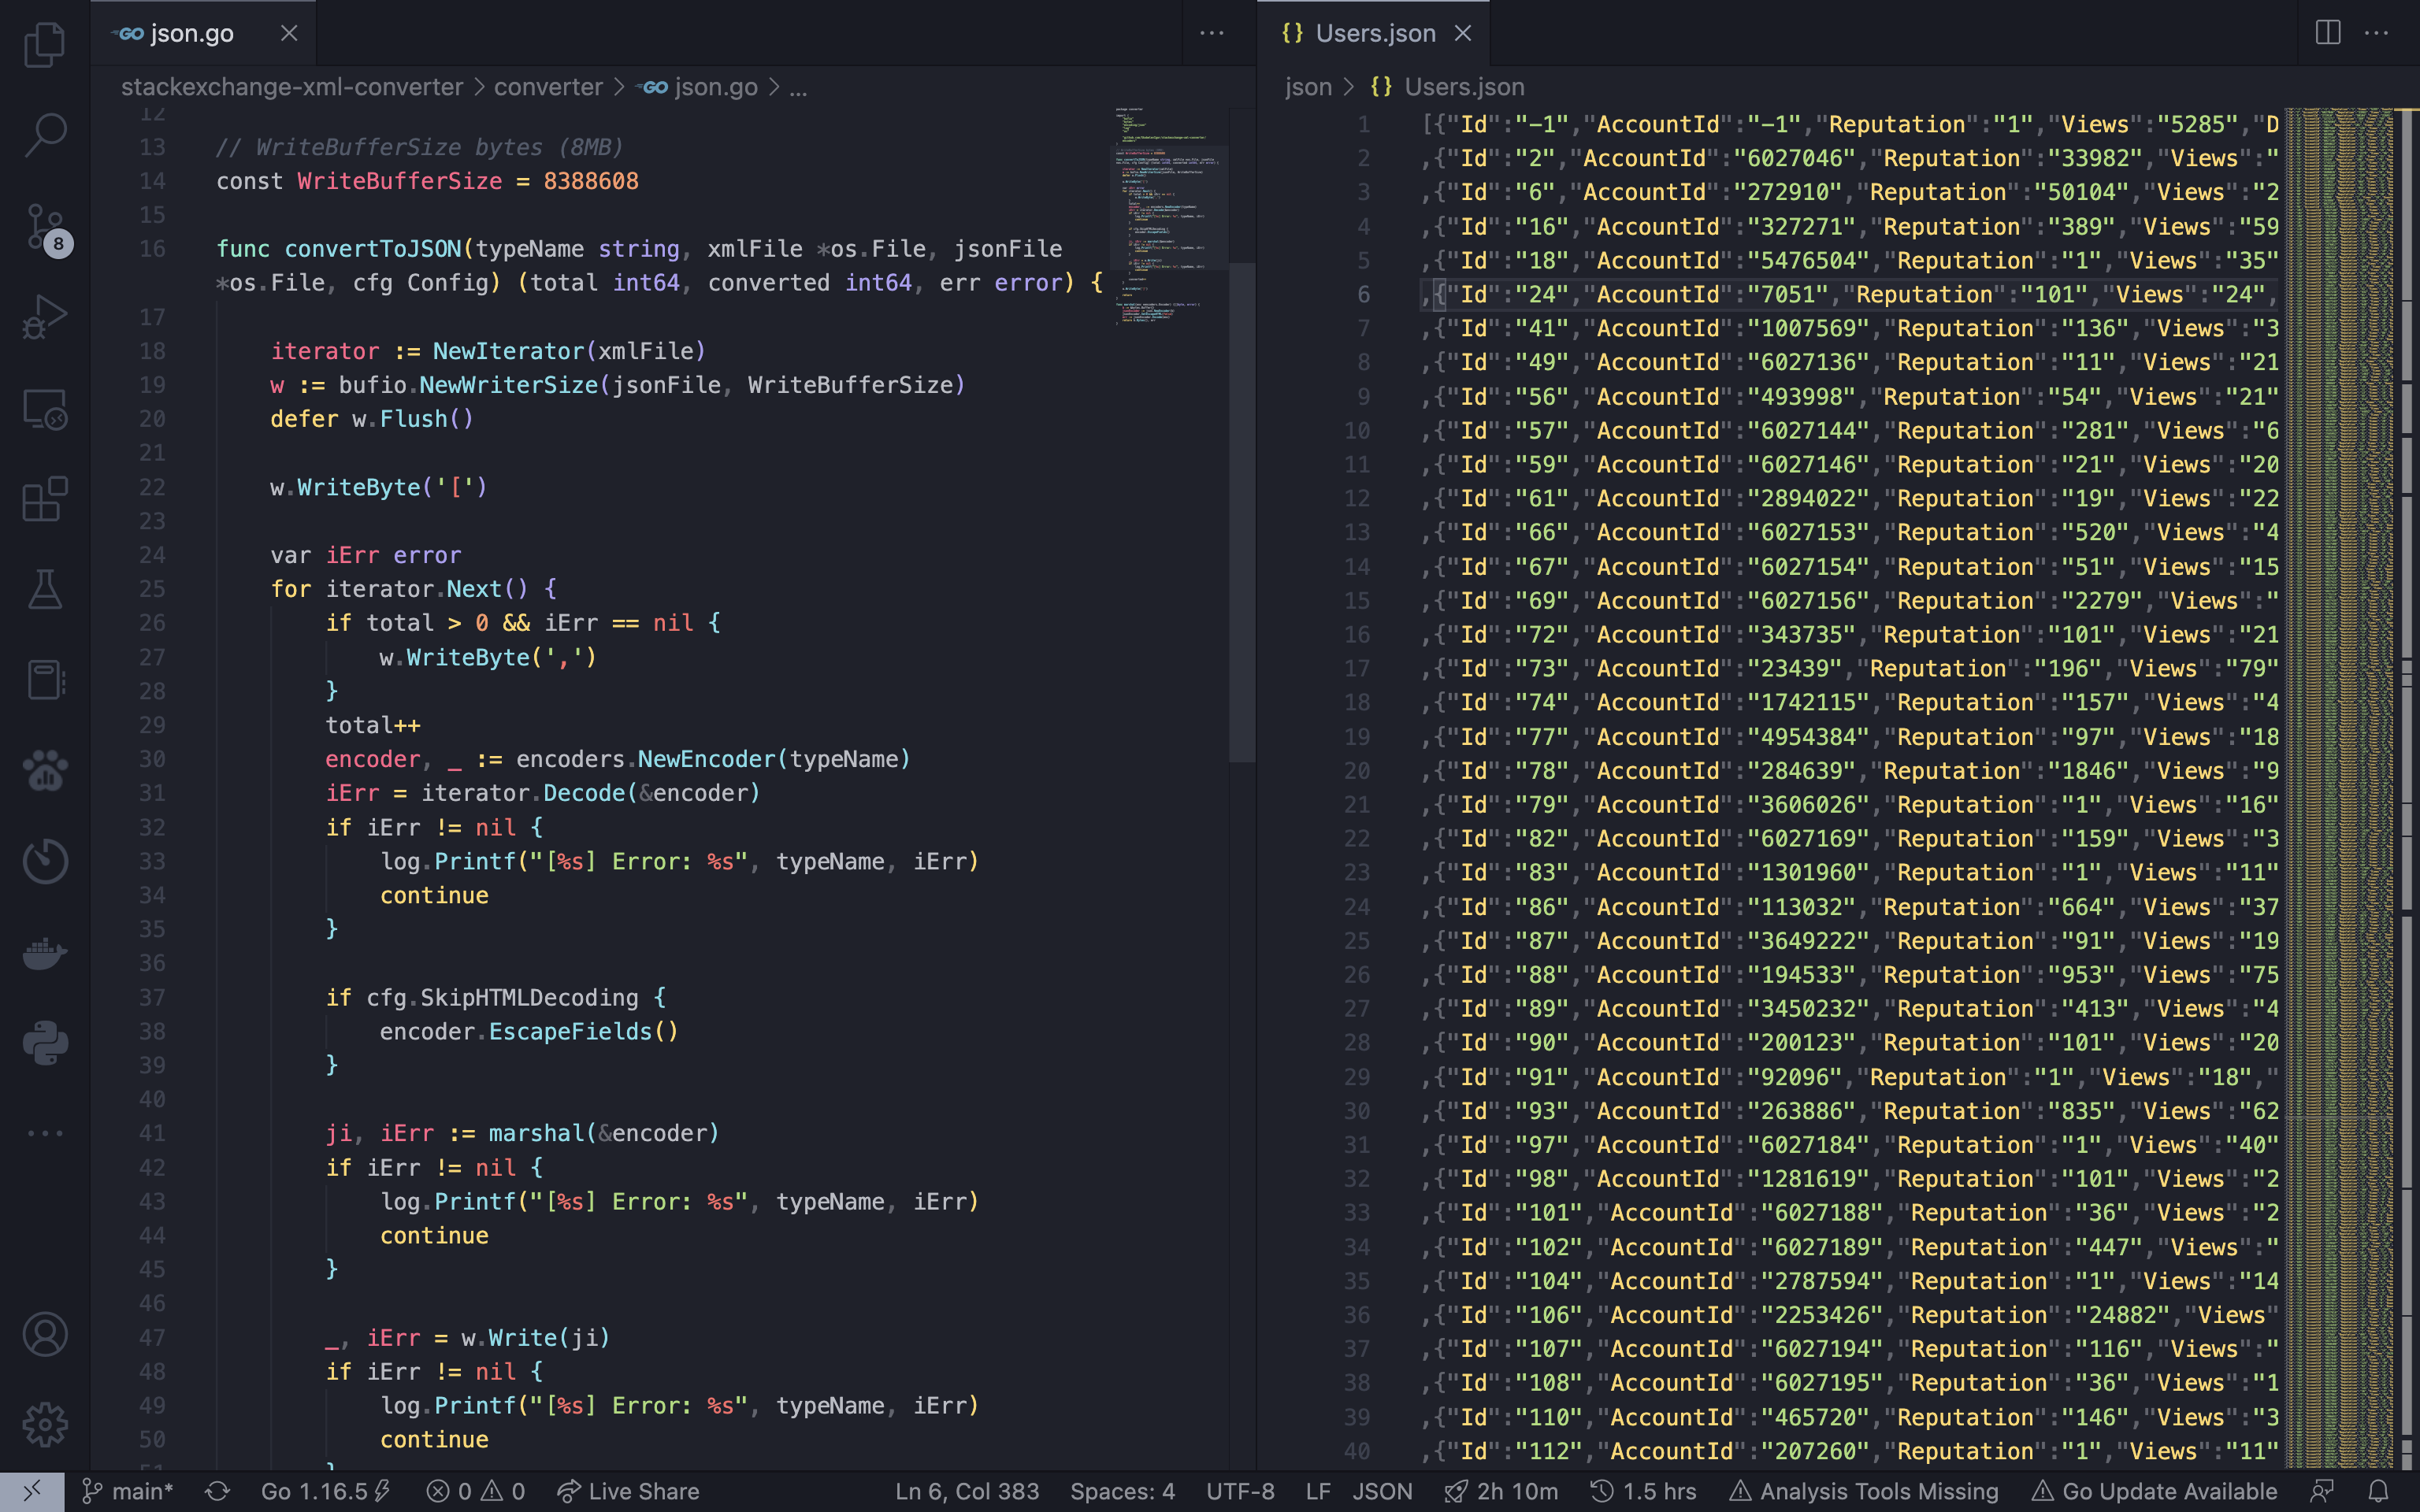 json.go
stackexchange-xml-converter > converter > json.go > ...
12
13 // WriteBufferSize bytes (8MB)
14 const WriteBufferSize = 8388608
15
16 func convertToJSON(typeName string, xmlFile *os.File, jsonFile
*os.File, cfg Config) (total int64, converted int64, err error) {
17
18 iterator := NewIterator(xmlFile)
19 w := bufio.NewWriterSize(jsonFile, WriteBufferSize)
20 defer w.Flush()
21
22 w.WriteByte('[')
23
24 var iErr error
25 for iterator.Next() {
26 if total > 0 && iErr == nil {
27 w.WriteByte(',')
28 }
29 total++
30 encoder, _ := encoders.NewEncoder(typeName)
31 iErr = iterator.Decode(&encoder)
32 if iErr != nil {
33 log.Printf("[%s] Error: %s", typeName, iErr)
34 continue
35 }
36
37 if cfg.SkipHTMLDecoding {
38 encoder.EscapeFields()
39 }
40
41 ji, iErr := marshal(&encoder)
42 if iErr != nil {
43 log.Printf("[%s] Error: %s", typeName, iErr)
44 continue
45 }
46
47 _, iErr = w.Write(ji)
48 if iErr != nil {
49 log.Printf("[%s] Error: %s", typeName, iErr)
50 continue
{} Users.json
json > {} Users.json
1 [{"Id":"-1","AccountId":"-1","Reputation":"1","Views":"5285","D
2 ,{"Id":"2","AccountId":"6027046","Reputation":"33982","Views":"
3 ,{"Id":"6","AccountId":"272910","Reputation":"50104","Views":"2
4 ,{"Id":"16","AccountId":"327271","Reputation":"389","Views":"59
5 ,{"Id":"18","AccountId":"5476504","Reputation":"1","Views":"35"
6 ,{"Id":"24","AccountId":"7051","Reputation":"101","Views":"24",
7 ,{"Id":"41","AccountId":"1007569","Reputation":"136","Views":"3
8 ,{"Id":"49","AccountId":"6027136","Reputation":"11","Views":"21
9 ,{"Id":"56","AccountId":"493998","Reputation":"54","Views":"21"
10 ,{"Id":"57","AccountId":"6027144","Reputation":"281","Views":"6
11 ,{"Id":"59","AccountId":"6027146","Reputation":"21","Views":"20
12 ,{"Id":"61","AccountId":"2894022","Reputation":"19","Views":"22
13 ,{"Id":"66","AccountId":"6027153","Reputation":"520","Views":"4
14 ,{"Id":"67","AccountId":"6027154","Reputation":"51","Views":"15
15 ,{"Id":"69","AccountId":"6027156","Reputation":"2279","Views":"
16 ,{"Id":"72","AccountId":"343735","Reputation":"101","Views":"21
17 ,{"Id":"73","AccountId":"23439","Reputation":"196","Views":"79"
18 ,{"Id":"74","AccountId":"1742115","Reputation":"157","Views":"4
19 ,{"Id":"77","AccountId":"4954384","Reputation":"97","Views":"18
20 ,{"Id":"78","AccountId":"284639","Reputation":"1846","Views":"9
21 ,{"Id":"79","AccountId":"3606026","Reputation":"1","Views":"16"
22 ,{"Id":"82","AccountId":"6027169","Reputation":"159","Views":"3
23 ,{"Id":"83","AccountId":"1301960","Reputation":"1","Views":"11"
24 ,{"Id":"86","AccountId":"113032","Reputation":"664","Views":"37
25 ,{"Id":"87","AccountId":"3649222","Reputation":"91","Views":"19
26 ,{"Id":"88","AccountId":"194533","Reputation":"953","Views":"75
27 ,{"Id":"89","AccountId":"3450232","Reputation":"413","Views":"4
28 ,{"Id":"90","AccountId":"200123","Reputation":"101","Views":"20
29 ,{"Id":"91","AccountId":"92096","Reputation":"1","Views":"18","
30 ,{"Id":"93","AccountId":"263886","Reputation":"835","Views":"62
31 ,{"Id":"97","AccountId":"6027184","Reputation":"1","Views":"40"
32 ,{"Id":"98","AccountId":"1281619","Reputation":"101","Views":"2
33 ,{"Id":"101","AccountId":"6027188","Reputation":"36","Views":"2
34 ,{"Id":"102","AccountId":"6027189","Reputation":"447","Views":"
35 ,{"Id":"104","AccountId":"2787594","Reputation":"1","Views":"14
36 ,{"Id":"106","AccountId":"2253426","Reputation":"24882","Views"
37 ,{"Id":"107","AccountId":"6027194","Reputation":"116","Views":"
38 ,{"Id":"108","AccountId":"6027195","Reputation":"36","Views":"1
39 ,{"Id":"110","AccountId":"465720","Reputation":"146","Views":"3
40 ,{"Id":"112","AccountId":"207260","Reputation":"1","Views":"11"
8
main* Go 1.16.5 0 0 Live Share Ln 6, Col 383 Spaces: 4 UTF-8 LF JSON 2h 10m 1.5 hrs Analysis Tools Missing Go Update Available